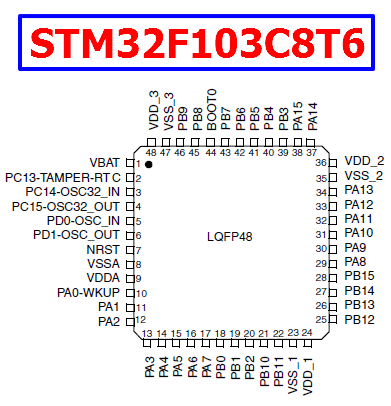 STM32F103C8T6
VDD_3
VSS_3
PB9
PB8
BOOT0
PB7
PB6
PB5
PB4
PB3
PA15
PA14
48 47 46 45 44 43 42 41 40 39 38 37
VBAT 1 36 VDD_2
PC13-TAMPER-RTC 2 35 VSS_2
PC14-OSC32_IN 3 34 PA13
PC15-OSC32_OUT 4 33 PA12
PD0-OSC_IN 5 32 PA11
PD1-OSC_OUT 6 LQFP48 31 PA10
NRST 7 30 PA9
VSSA 8 29 PA8
VDDA 9 28 PB15
PA0-WKUP 10 27 PB14
PA1 11 26 PB13
PA2 12 25 PB12
13 14 15 16 17 18 19 20 21 22 23 24
PA3
PA4
PA5
PA6
PA7
PB0
PB1
PB2
PB10
PB11
VSS_1
VDD_1